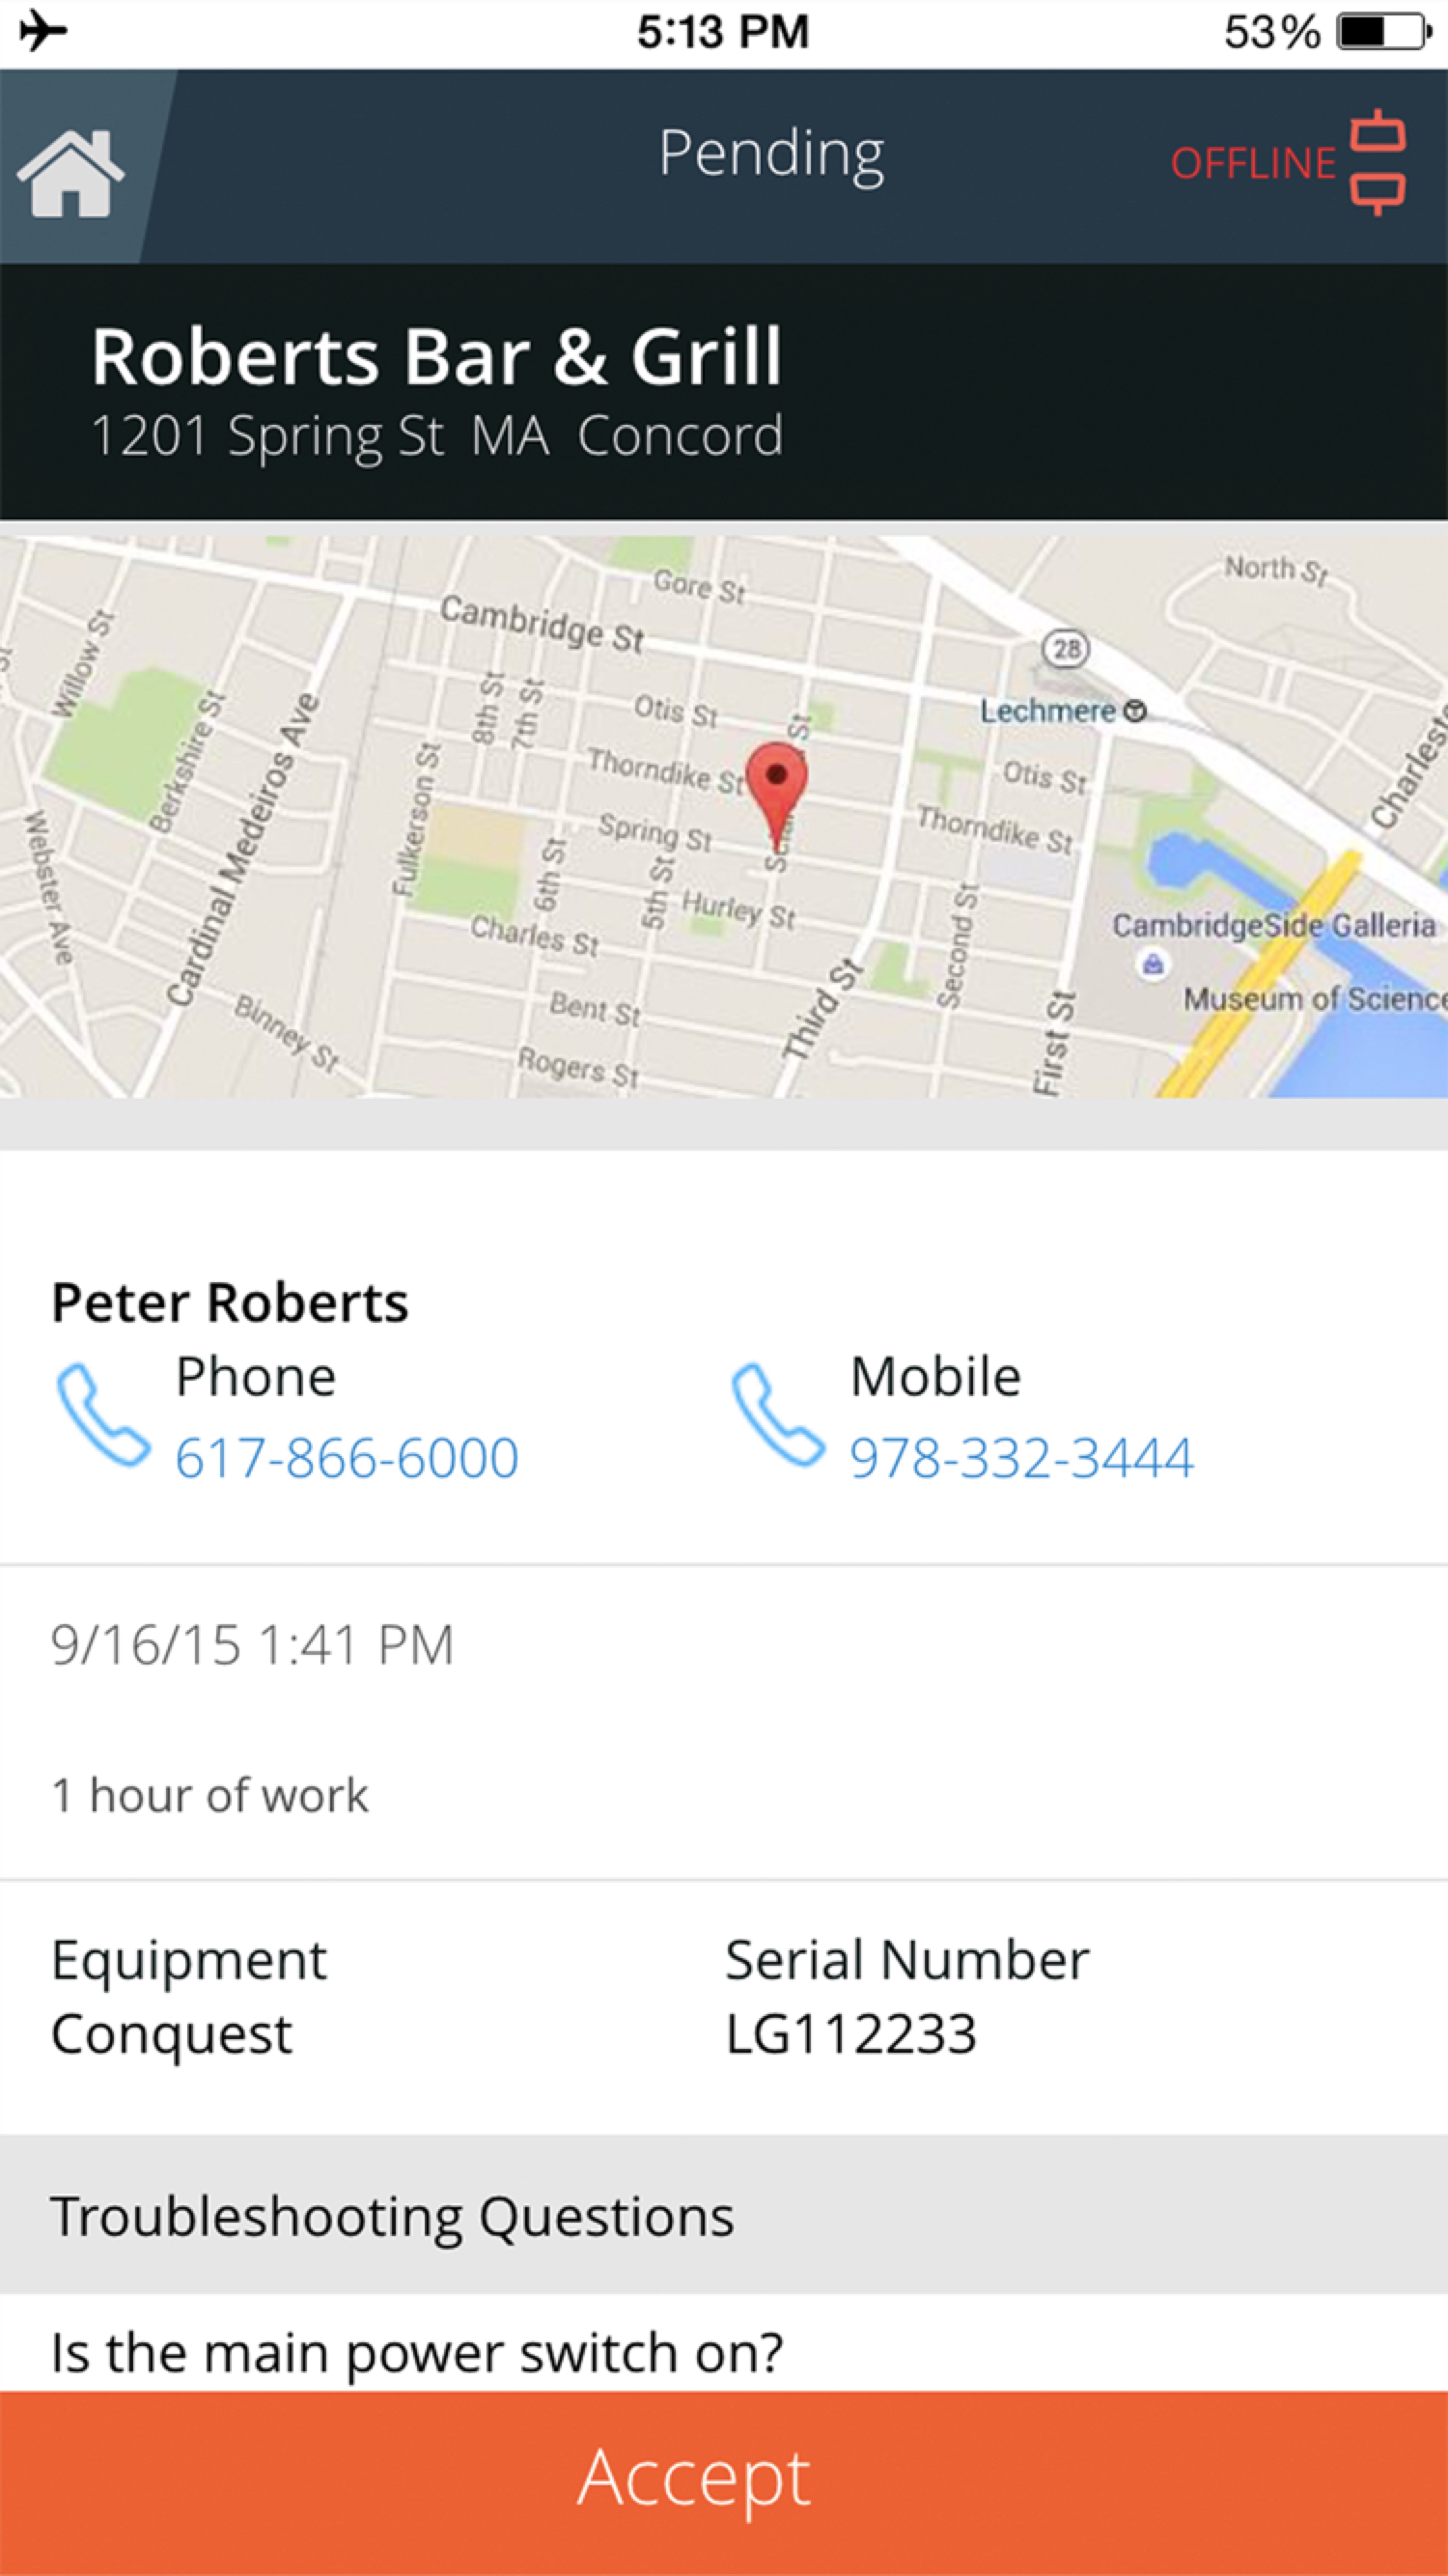 5:13 PM
53%
Pending
OFFLINE
Roberts Bar & Grill
1201 Spring St MA Concord
Gore St
North St
Cambridge St
28
Willow St
Berkshire St
8th St
7th St
Otis St
St
Lechmere
Cardinal Medeiros Ave
Fulkerson St
Thorndike St
Otis St
Spring St
Thorndike St
Webster Ave
6th St
5th St
Hurley St
Second St
CambridgeSide Galleria
Charles St
Third St
Museum of Science
Binney St
Bent St
First St
Rogers St
Peter Roberts
Phone
Mobile
617-866-6000
978-332-3444
9/16/15 1:41 PM
1 hour of work
Equipment
Serial Number
Conquest
LG112233
Troubleshooting Questions
Is the main power switch on?
Accept